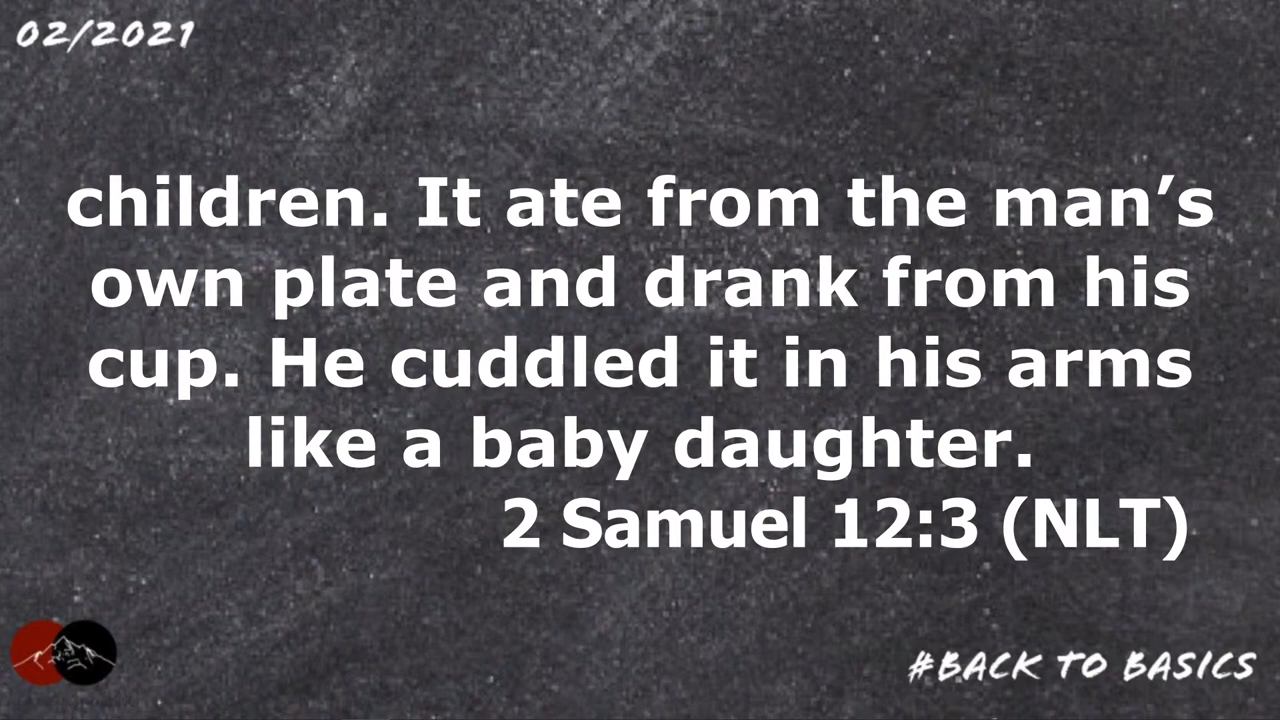 02/2021
children. It ate from the man’s
own plate and drank from his
cup. He cuddled it in his arms
like a baby daughter.
2 Samuel 12:3 (NLT)
#BACK TO BASICS